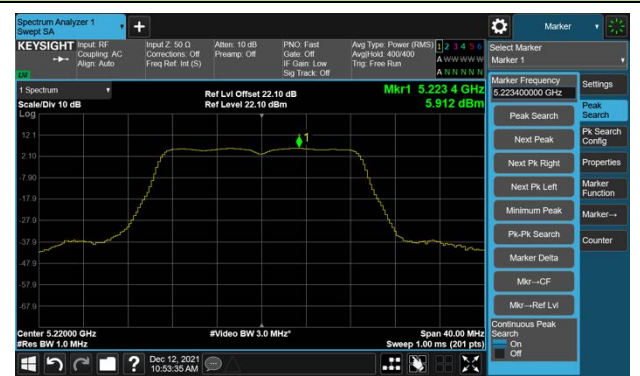 Spectrum Analyzer 1
Swept SA
+
Marker
KEYSIGHT
Input: RF
Coupling: AC
Align: Auto
Input Z: 50 Ω
Corrections: Off
Freq Ref: Int (S)
Atten: 10 dB
Preamp: Off
PNO: Fast
Gate: Off
IF Gain: Low
Sig Track: Off
Avg Type: Power (RMS)
Avg|Hold: 400/400
Trig: Free Run
1 2 3 4 5 6
A W W W W W
A N N N N N
LXI
Select Marker
Marker 1
1 Spectrum
Scale/Div 10 dB
Log
Ref Lvl Offset 22.10 dB
Ref Level 22.10 dBm
Mkr1 5.223 4 GHz
5.912 dBm
12.1
2.10
-7.90
-17.9
-27.9
-37.9
-47.9
-57.9
-67.9
1
Center 5.22000 GHz
#Res BW 1.0 MHz
#Video BW 3.0 MHz*
Span 40.00 MHz
Sweep 1.00 ms (201 pts)
Marker Frequency
5.223400000 GHz
Peak Search
Next Peak
Next Pk Right
Next Pk Left
Minimum Peak
Pk-Pk Search
Marker Delta
Mkr→CF
Mkr→Ref Lvl
Continuous Peak
Search
On
Off
Settings
Peak
Search
Pk Search
Config
Properties
Marker
Function
Marker→
Counter
?
Dec 12, 2021
10:53:35 AM